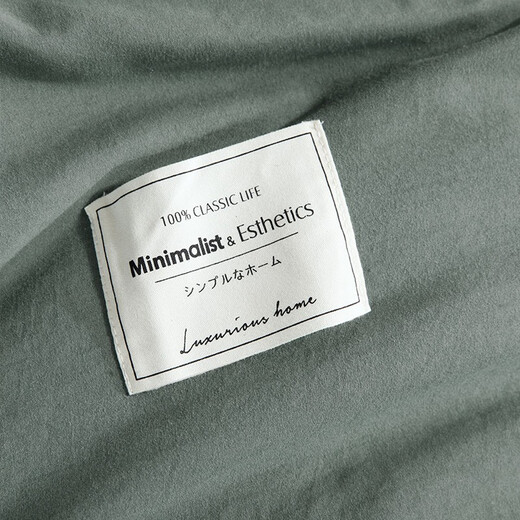 100% CLASSIC LIFE
Minimalist & Esthetics
シンプルなホーム
Luxurious home